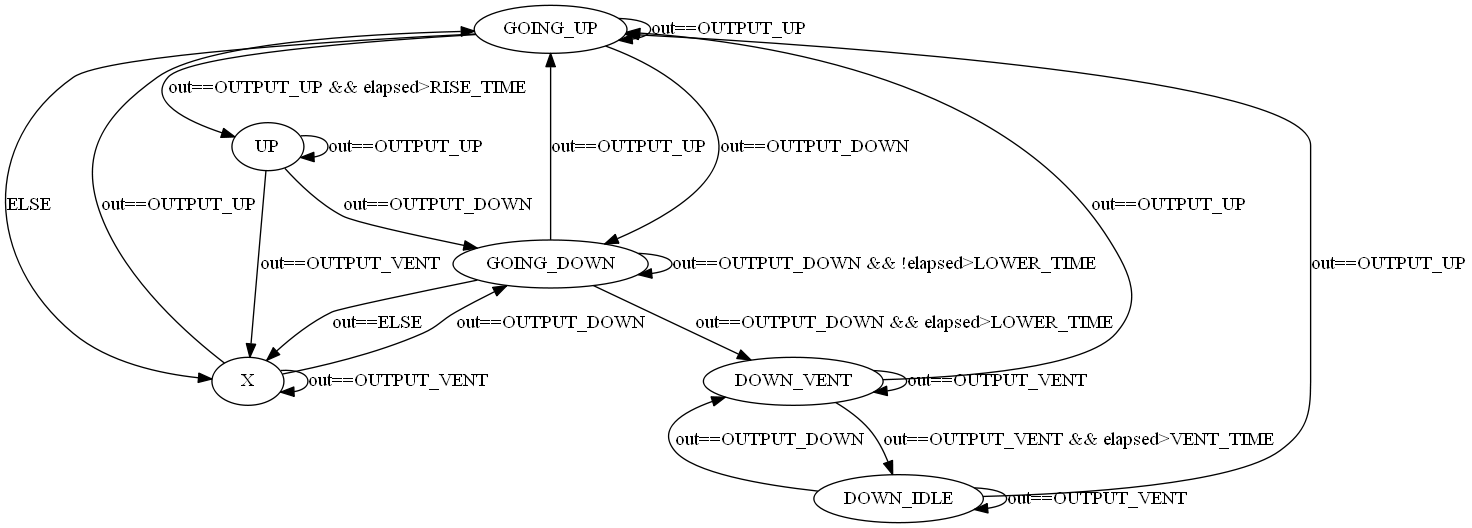 GOING_UP
out==OUTPUT_UP
out==OUTPUT_UP && elapsed>RISE_TIME
UP
out==OUTPUT_UP
out==OUTPUT_UP
out==OUTPUT_DOWN
ELSE
out==OUTPUT_UP
out==OUTPUT_DOWN
out==OUTPUT_UP
out==OUTPUT_VENT
GOING_DOWN
out==OUTPUT_DOWN && !elapsed>LOWER_TIME
out==OUTPUT_UP
out==ELSE
out==OUTPUT_DOWN
out==OUTPUT_DOWN && elapsed>LOWER_TIME
X
out==OUTPUT_VENT
DOWN_VENT
out==OUTPUT_VENT
out==OUTPUT_DOWN
out==OUTPUT_VENT && elapsed>VENT_TIME
DOWN_IDLE
out==OUTPUT_VENT